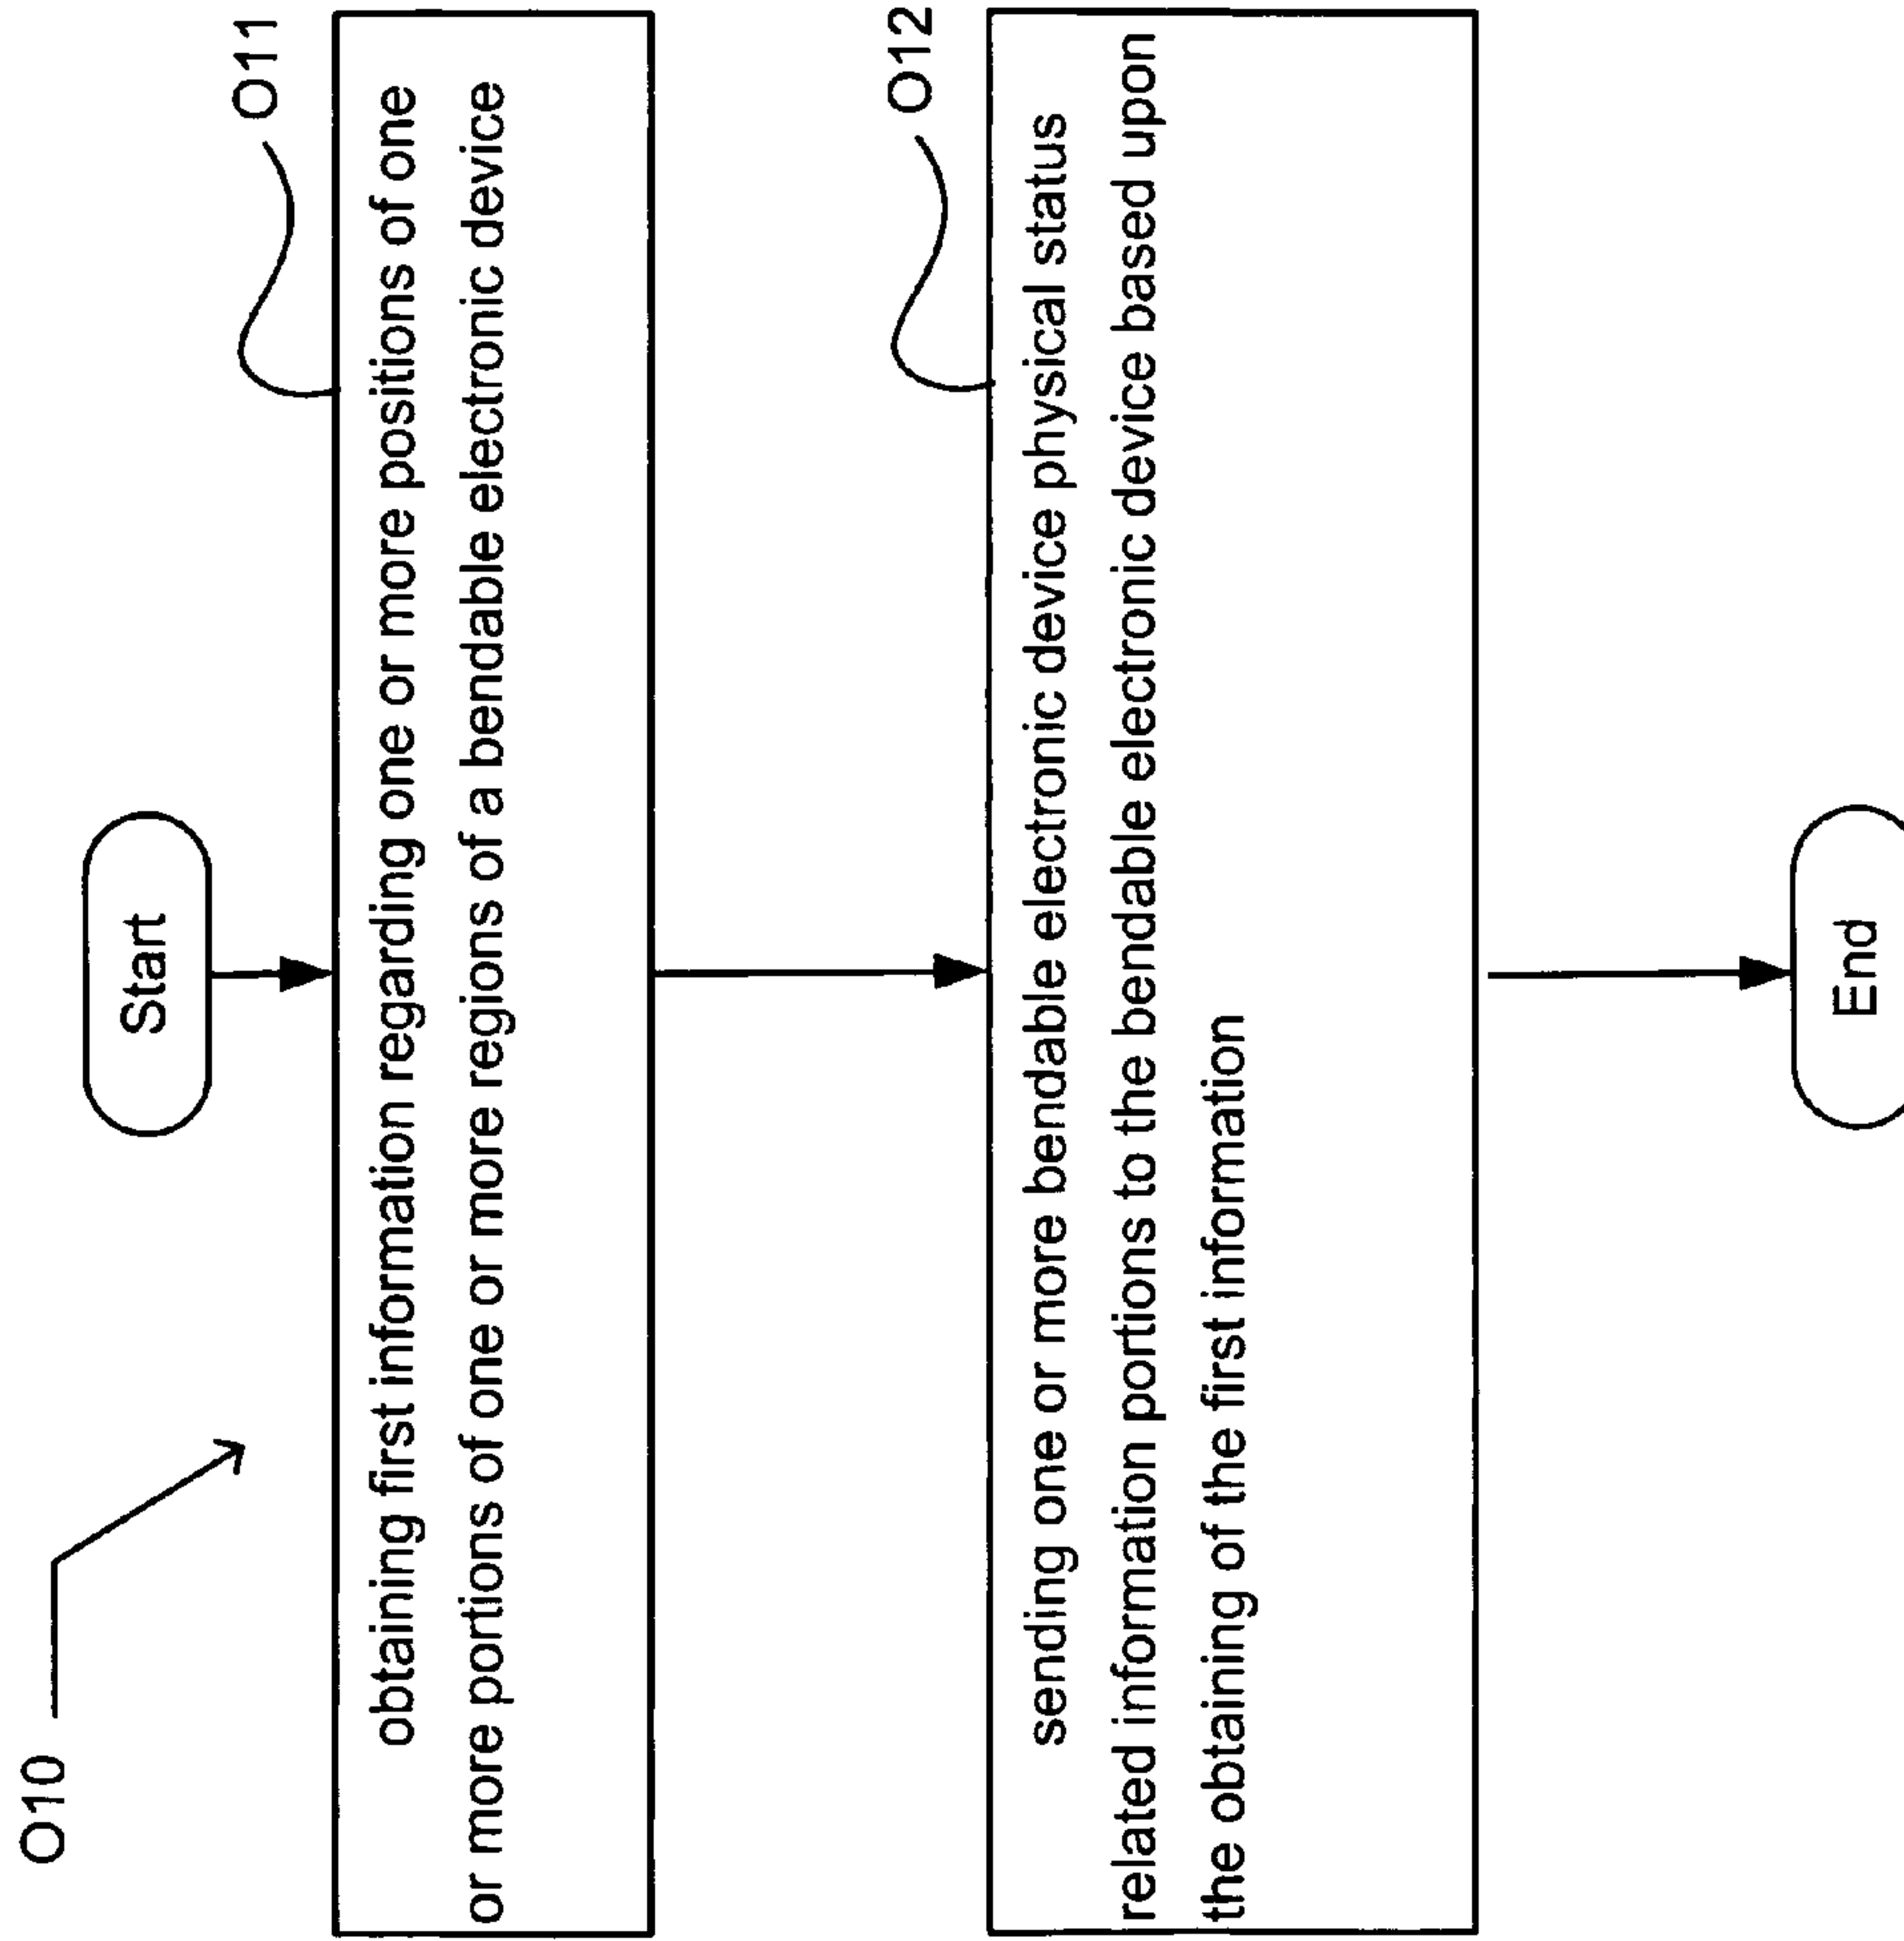 O10
Start
O11
obtaining first information regarding one or more positions of one
or more portions of one or more regions of a bendable electronic device
O12
sending one or more bendable electronic device physical status
related information portions to the bendable electronic device based upon
the obtaining of the first information
End